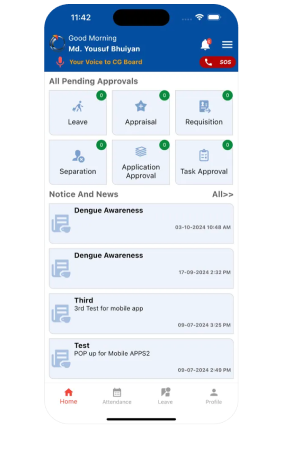 11:42
Good Morning
Md. Yousuf Bhuiyan
Your Voice to CG Board
SOS
All Pending Approvals
0
0
0
Leave
Appraisal
Requisition
0
0
0
Separation
Application
Approval
Task Approval
Notice And News
All>>
Dengue Awareness
03-10-2024 10:48 AM
Dengue Awareness
17-09-2024 2:32 PM
Third
3rd Test for mobile app
09-07-2024 3:25 PM
Test
POP up for Mobile APPS2
09-07-2024 2:49 PM
Home
Attendance
Leave
Profile